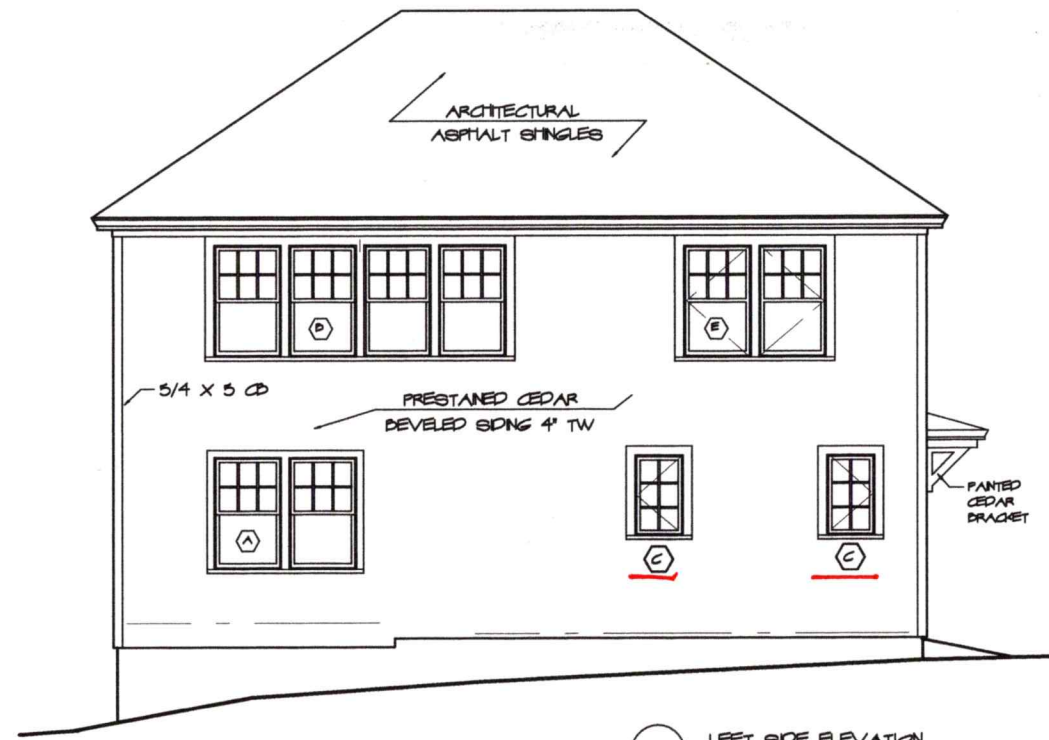 ARCHITECTURAL
ASPHALT SHINGLES
D
E
5/4 X 5 CB
PRESTAINED CEDAR
BEVELED SIDING 4" TW
PAINTED
CEDAR
BRACKET
A
C
C
LEFT SIDE ELEVATION